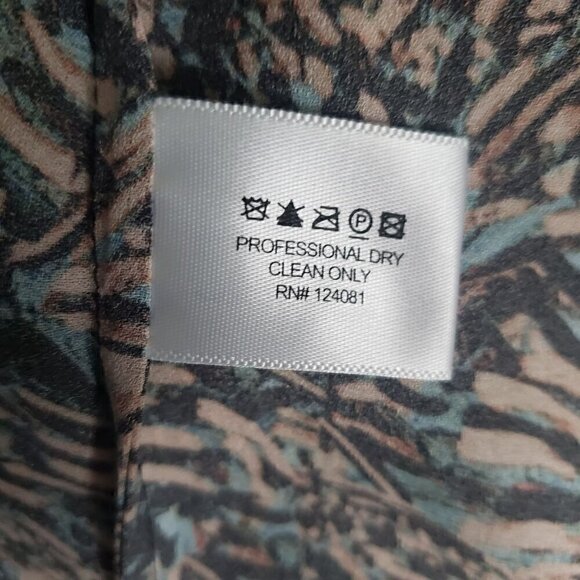 P
PROFESSIONAL DRY
CLEAN ONLY
RN# 124081